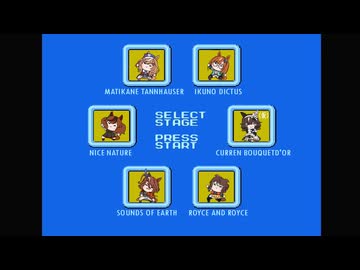 MATIKANE TANNHAUSER
IKUNO DICTUS
SELECT
STAGE
PRESS
START
NICE NATURE
CURREN BOUQUETD'OR
SOUNDS OF EARTH
ROYCE AND ROYCE